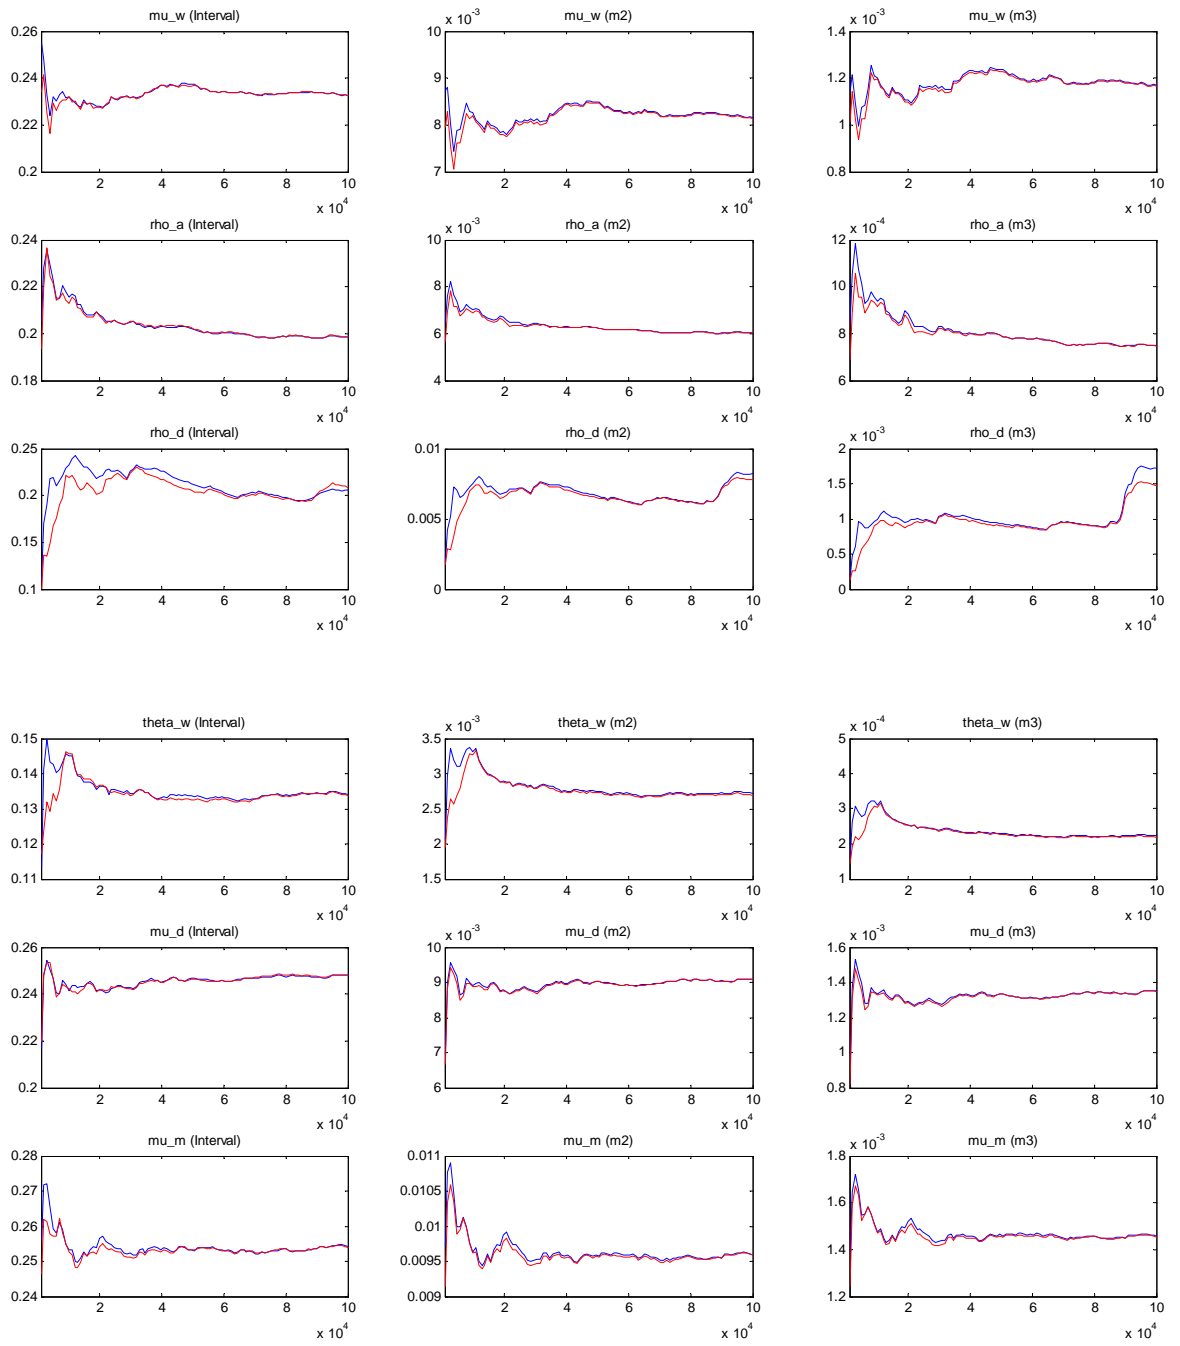 mu_w (Interval)
0.26
0.24
0.22
0.2
2 4 6 8 10
x 10^4
mu_w (m2)
x 10^-3
10
9
8
7
2 4 6 8 10
x 10^4
mu_w (m3)
x 10^-3
1.4
1.2
1
0.8
2 4 6 8 10
x 10^4
rho_a (Interval)
0.24
0.22
0.2
0.18
2 4 6 8 10
x 10^4
rho_a (m2)
x 10^-3
10
8
6
4
2 4 6 8 10
x 10^4
rho_a (m3)
x 10^-4
12
10
8
6
2 4 6 8 10
x 10^4
rho_d (Interval)
0.25
0.2
0.15
0.1
2 4 6 8 10
x 10^4
rho_d (m2)
0.01
0.005
0
2 4 6 8 10
x 10^4
rho_d (m3)
x 10^-3
2
1.5
1
0.5
0
2 4 6 8 10
x 10^4
theta_w (Interval)
0.15
0.14
0.13
0.12
0.11
2 4 6 8 10
x 10^4
theta_w (m2)
x 10^-3
3.5
3
2.5
2
1.5
2 4 6 8 10
x 10^4
theta_w (m3)
x 10^-4
5
4
3
2
1
2 4 6 8 10
x 10^4
mu_d (Interval)
0.26
0.24
0.22
0.2
2 4 6 8 10
x 10^4
mu_d (m2)
x 10^-3
10
9
8
7
6
2 4 6 8 10
x 10^4
mu_d (m3)
x 10^-3
1.6
1.4
1.2
1
0.8
2 4 6 8 10
x 10^4
mu_m (Interval)
0.28
0.27
0.26
0.25
0.24
2 4 6 8 10
x 10^4
mu_m (m2)
0.011
0.0105
0.01
0.0095
0.009
2 4 6 8 10
x 10^4
mu_m (m3)
x 10^-3
1.8
1.6
1.4
1.2
2 4 6 8 10
x 10^4